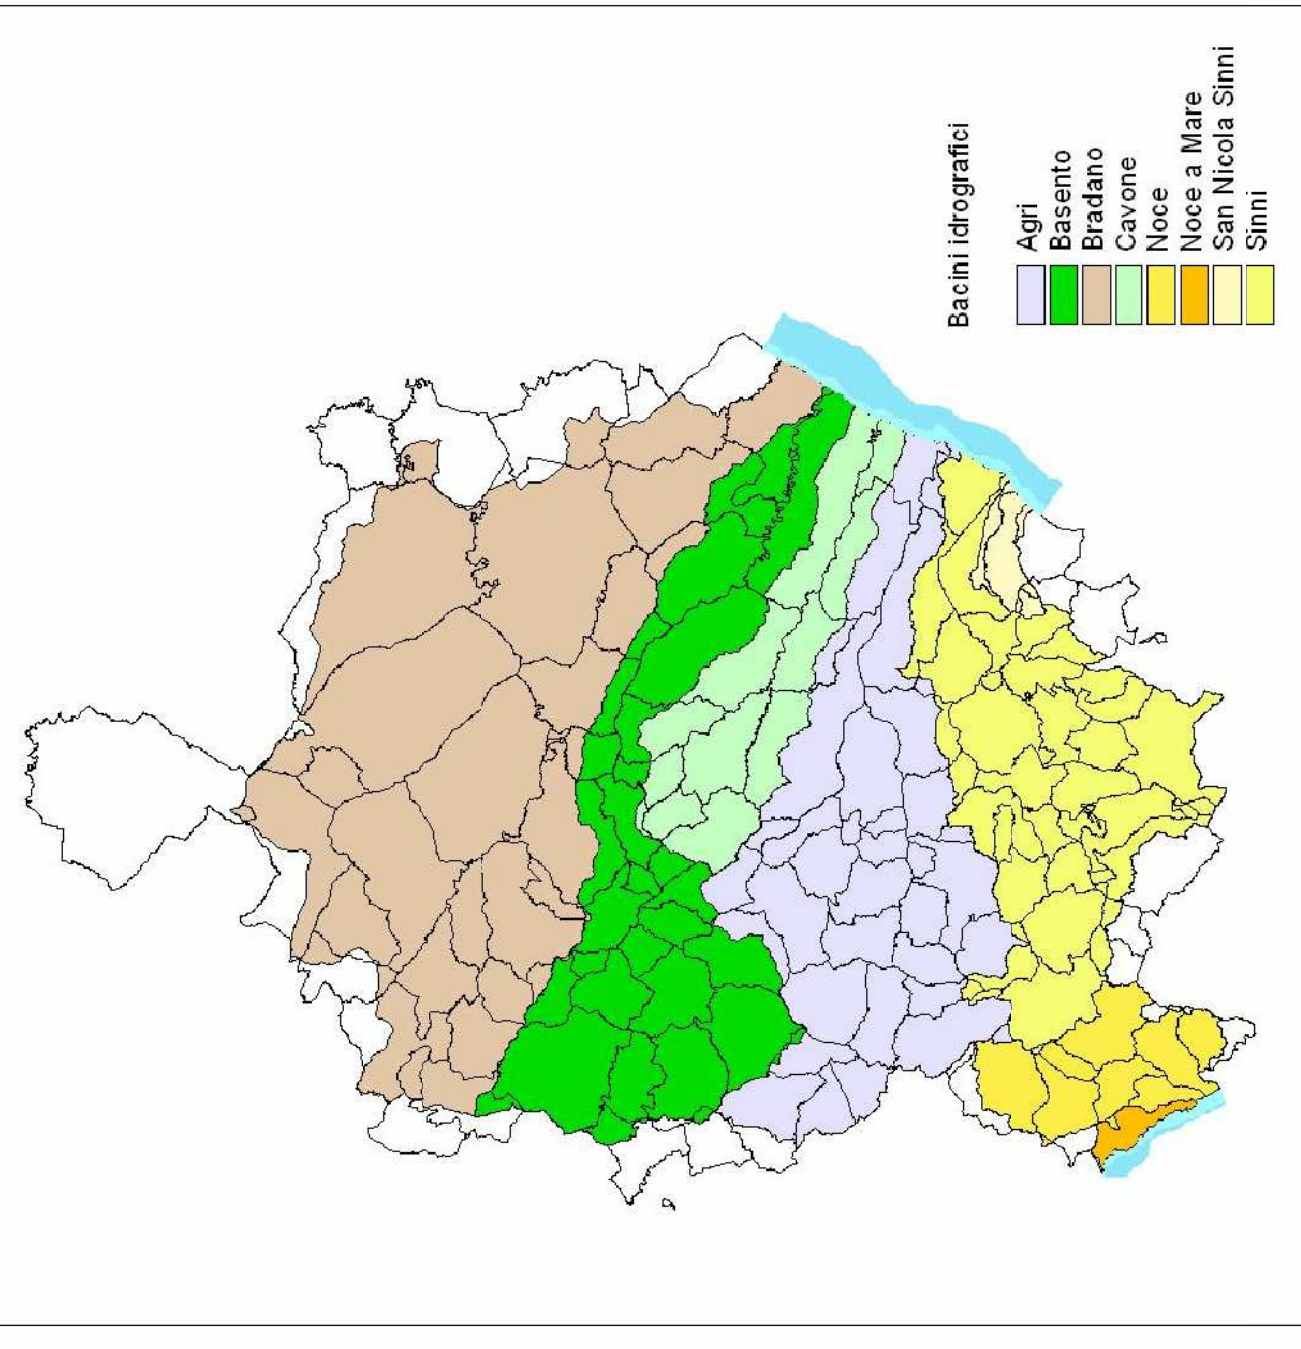 Bacini idrografici
Agri
Basento
Bradano
Cavone
Noce
Noce a Mare
San Nicola Sinni
Sinni